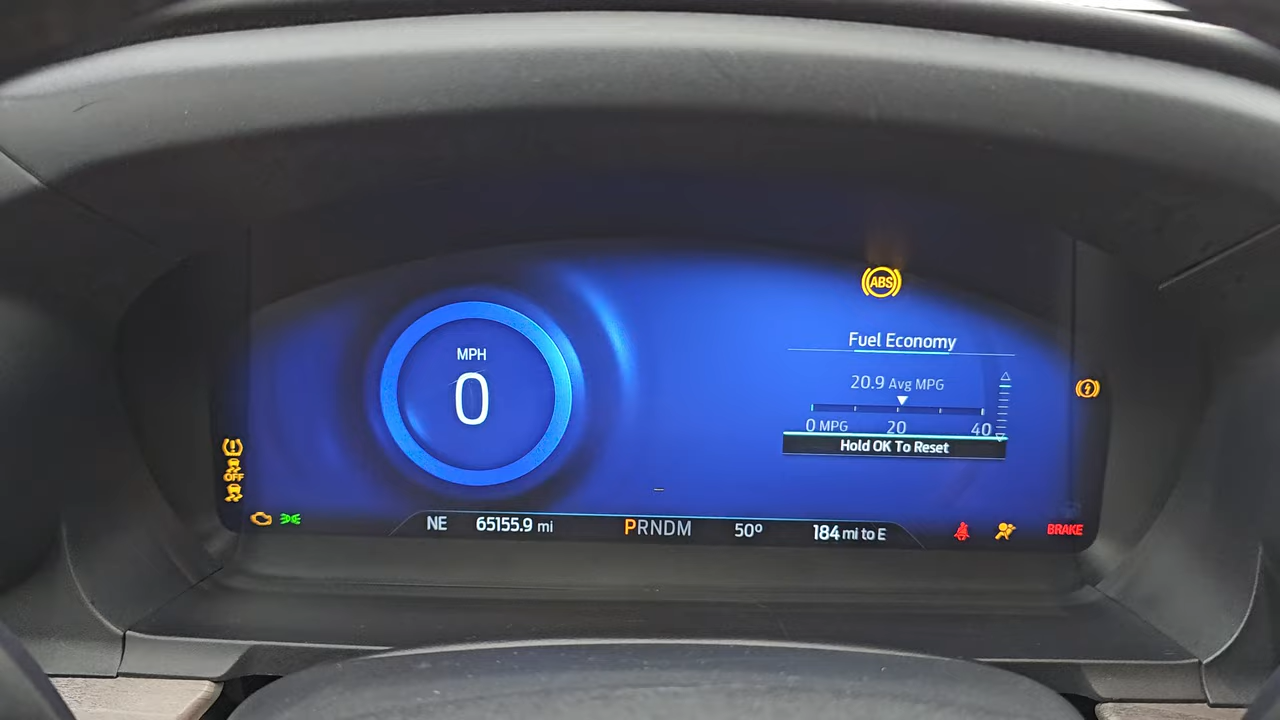 ABS
Fuel Economy
MPH
0
20.9 Avg MPG
0 MPG 20 40
Hold OK To Reset
OFF
NE 65155.9 mi PRNDM 50º 184 mi to E BRAKE